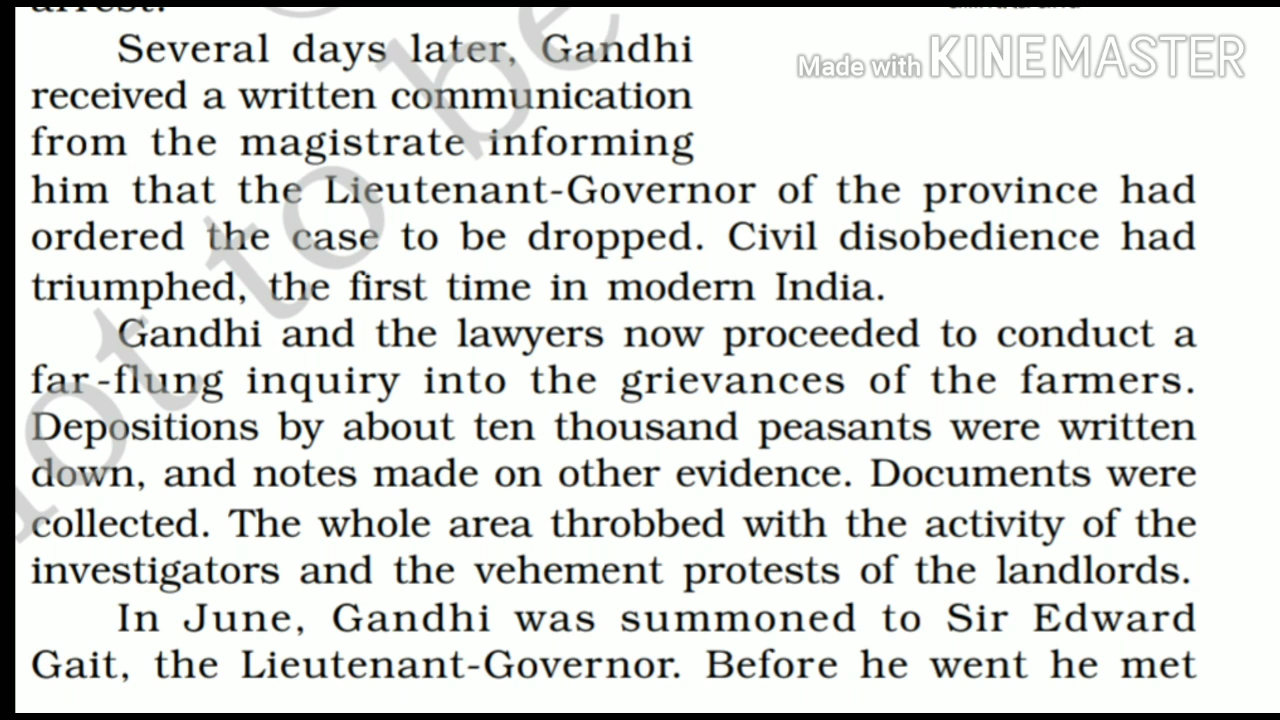 arrest.
Several days later, Gandhi
Made with KINEMASTER
received a written communication
from the magistrate informing
him that the Lieutenant-Governor of the province had
ordered the case to be dropped. Civil disobedience had
triumphed, the first time in modern India.
Gandhi and the lawyers now proceeded to conduct a
far-flung inquiry into the grievances of the farmers.
Depositions by about ten thousand peasants were written
down, and notes made on other evidence. Documents were
collected. The whole area throbbed with the activity of the
investigators and the vehement protests of the landlords.
In June, Gandhi was summoned to Sir Edward
Gait, the Lieutenant-Governor. Before he went he met
not to be